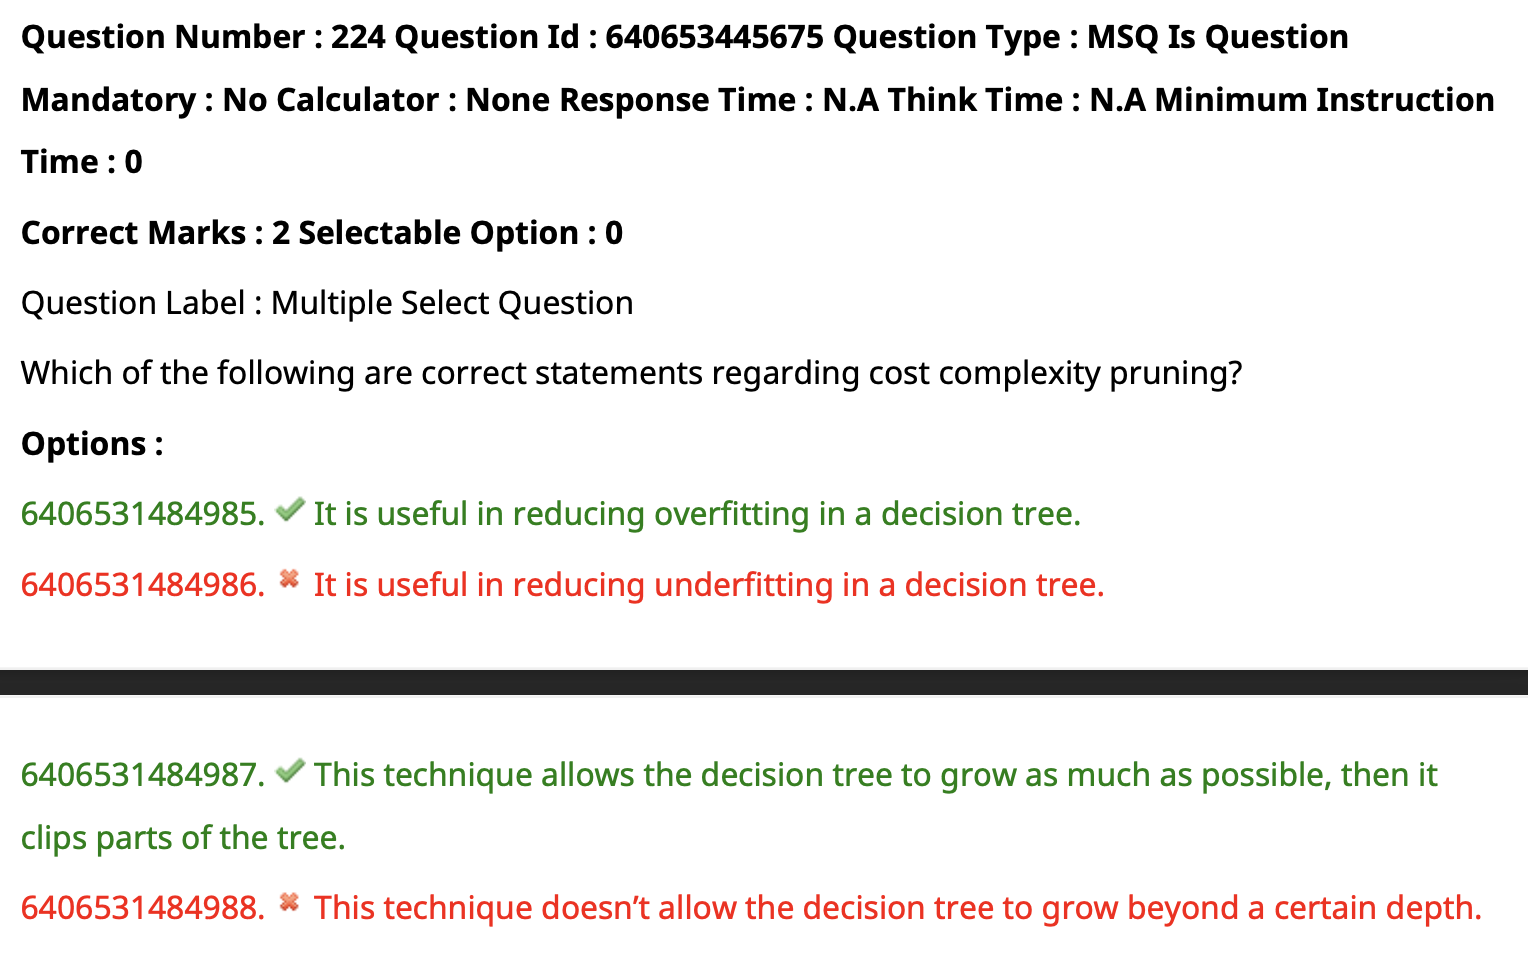 Question Number : 224 Question Id : 640653445675 Question Type : MSQ Is Question
Mandatory : No Calculator : None Response Time : N.A Think Time : N.A Minimum Instruction
Time : 0
Correct Marks : 2 Selectable Option : 0
Question Label : Multiple Select Question
Which of the following are correct statements regarding cost complexity pruning?
Options :
6406531484985. ✔ It is useful in reducing overfitting in a decision tree.
6406531484986. ✖ It is useful in reducing underfitting in a decision tree.
6406531484987. ✔ This technique allows the decision tree to grow as much as possible, then it
clips parts of the tree.
6406531484988. ✖ This technique doesn’t allow the decision tree to grow beyond a certain depth.